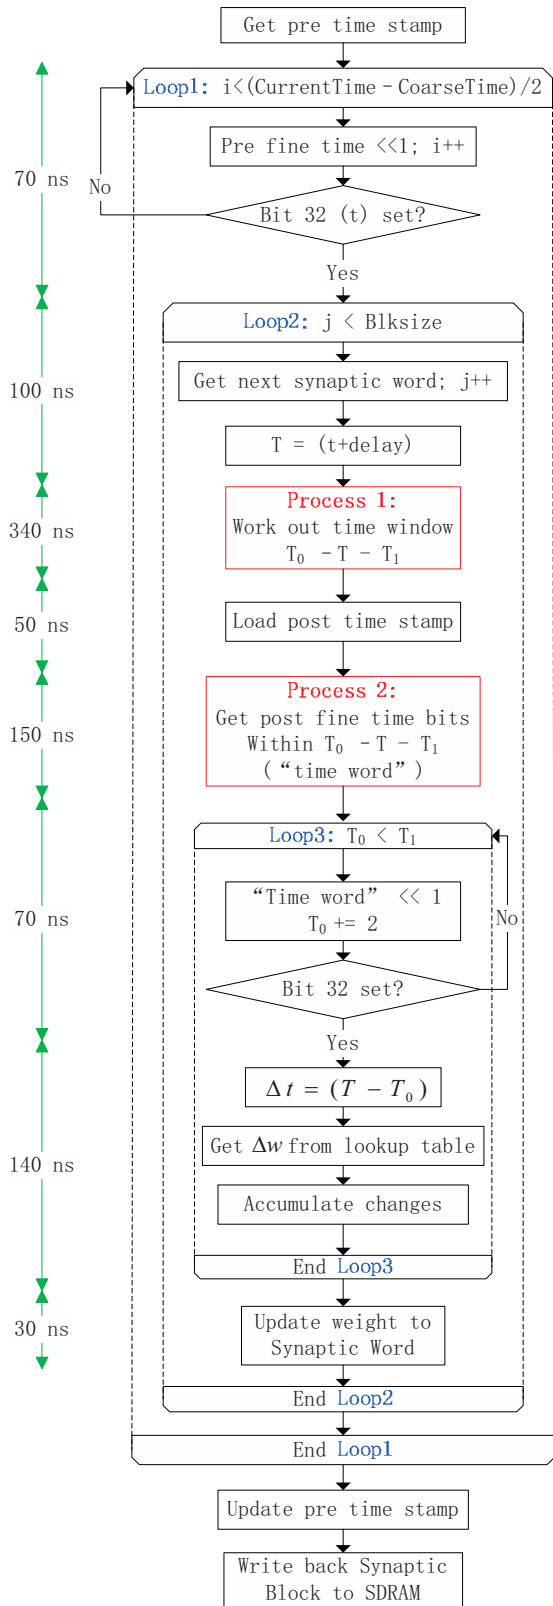 Get pre time stamp
Loop1: i<(CurrentTime - CoarseTime)/2
Pre fine time <<1; i++
70 ns
No
Bit 32 (t) set?
Yes
Loop2: j < Blksize
Get next synaptic word; j++
100 ns
T = (t+delay)
Process 1:
Work out time window
T₀ - T - T₁
340 ns
50 ns
Load post time stamp
Process 2:
Get post fine time bits
Within T₀ - T - T₁
(“time word”)
150 ns
Loop3: T₀ < T₁
“Time word” << 1
T₀ += 2
70 ns
No
Bit 32 set?
Yes
Δt = (T - T₀)
Get Δw from lookup table
140 ns
Accumulate changes
End Loop3
Update weight to
Synaptic Word
30 ns
End Loop2
End Loop1
Update pre time stamp
Write back Synaptic
Block to SDRAM